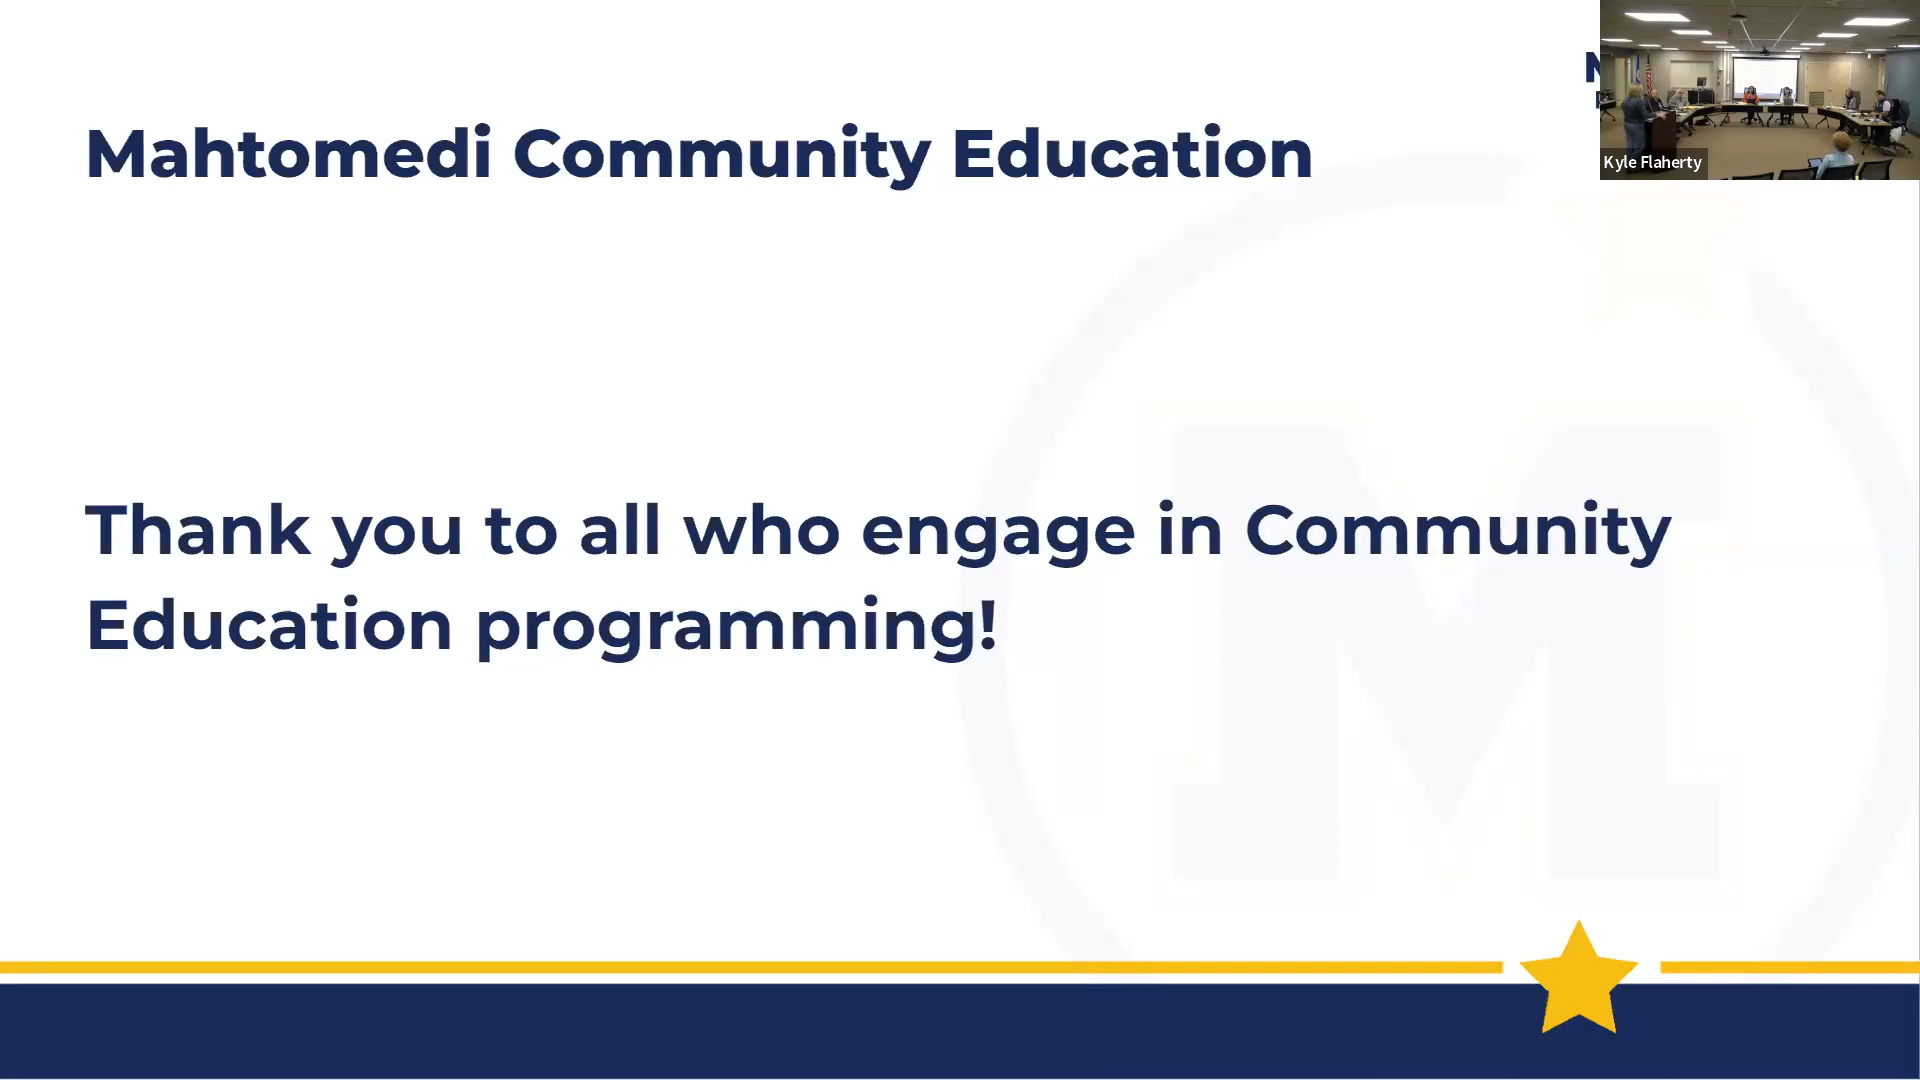 Mahtomedi Community Education
Kyle Flaherty
Thank you to all who engage in Community
Education programming!